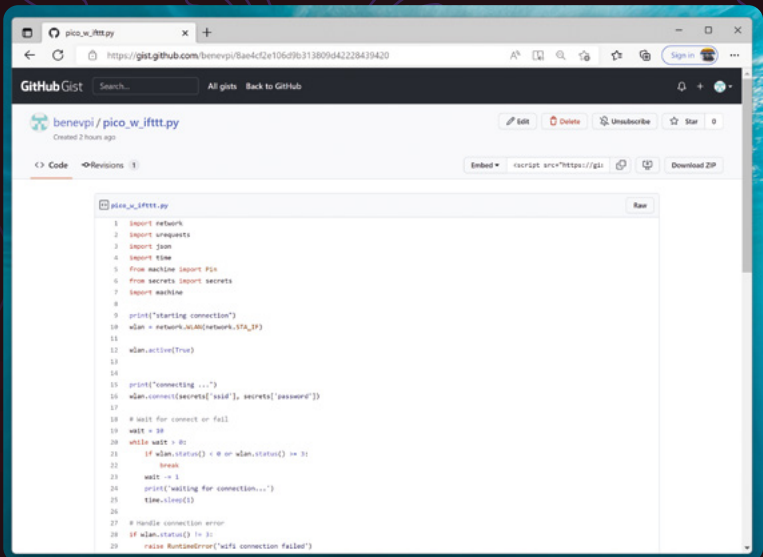 pico_w_ifttt.py
https://gist.github.com/benevpi/8ae4cf2e106d9b313809d42228439420
Sign in
GitHub Gist
Search...
All gists Back to GitHub
benevpi / pico_w_ifttt.py
Created 2 hours ago
Edit
Delete
Unsubscribe
Star 0
Code
Revisions 1
Embed
<script src="https://gis
Download ZIP
pico_w_ifttt.py
Raw
1 import network
2 import urequests
3 import json
4 import time
5 from machine import Pin
6 from secrets import secrets
7 import machine
8
9 print("starting connection")
10 wlan = network.WLAN(network.STA_IF)
11
12 wlan.active(True)
13
14
15 print("connecting ...")
16 wlan.connect(secrets['ssid'], secrets['password'])
17
18 # Wait for connect or fail
19 wait = 10
20 while wait > 0:
21 if wlan.status() < 0 or wlan.status() >= 3:
22 break
23 wait -= 1
24 print('waiting for connection...')
25 time.sleep(1)
26
27 # Handle connection error
28 if wlan.status() != 3:
29 raise RuntimeError('wifi connection failed')